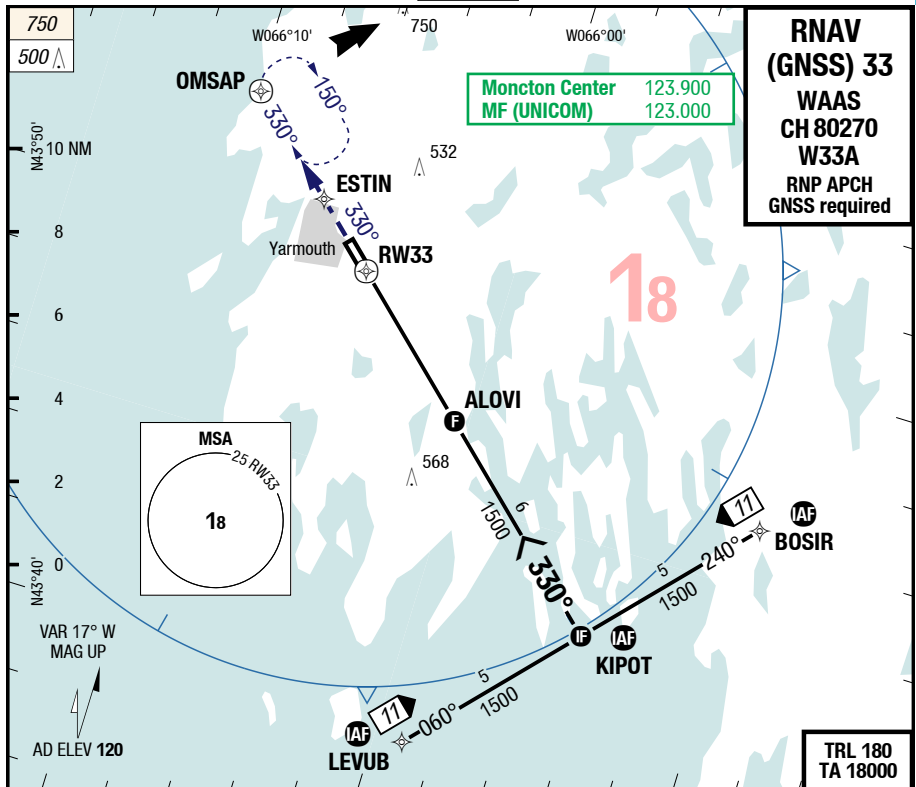 750
500
750
W066°10'
W066°00'
RNAV
(GNSS) 33
WAAS
CH 80270
W33A
RNP APCH
GNSS required
Moncton Center 123.900
MF (UNICOM) 123.000
OMSAP
150°
330°
N43°50'
10 NM
532
ESTIN
330°
8
Yarmouth
RW33
18
6
4
ALOVI
F
MSA
25 RW33
18
568
2
6
1500
11
IAF
BOSIR
240°
5
1500
0
N43°40'
330°
VAR 17° W
MAG UP
IF
IAF
KIPOT
5
1500
060°
11
IAF
LEVUB
AD ELEV 120
TRL 180
TA 18000